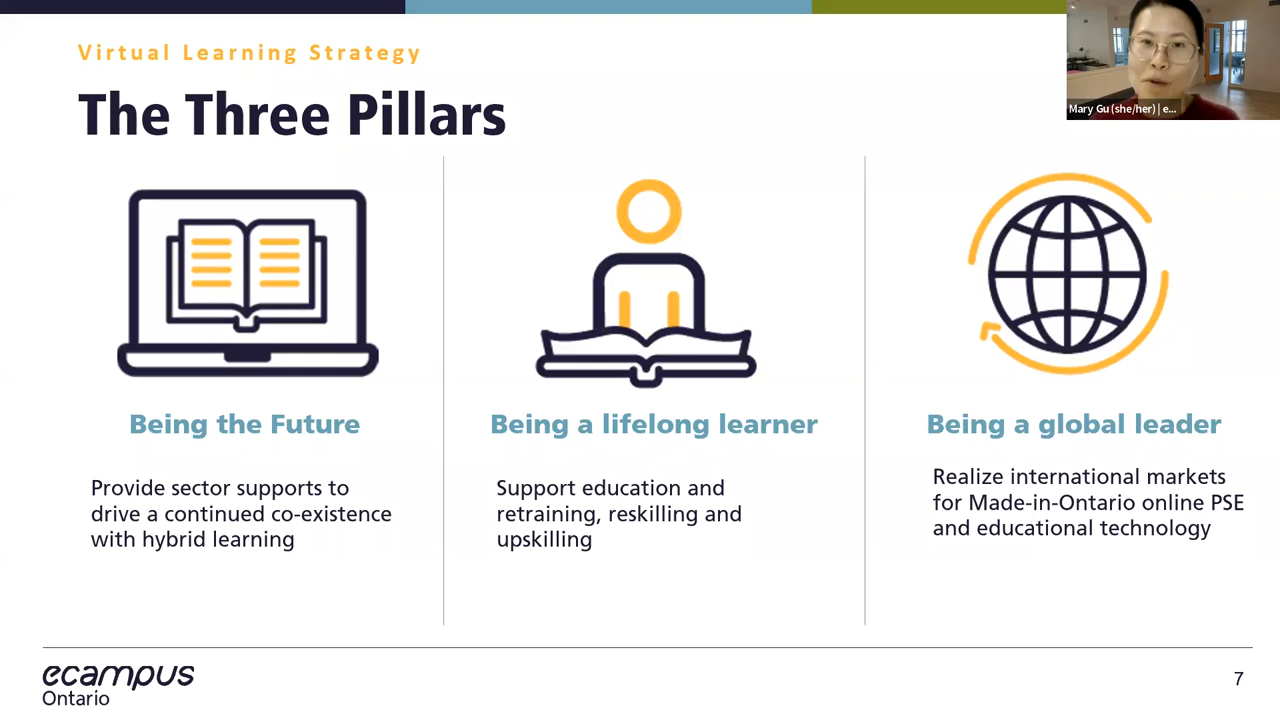 Virtual Learning Strategy
The Three Pillars
Mary Gu (she/her) | e...
Being the Future
Provide sector supports to
drive a continued co-existence
with hybrid learning
Being a lifelong learner
Support education and
retraining, reskilling and
upskilling
Being a global leader
Realize international markets
for Made-in-Ontario online PSE
and educational technology
ecampus
Ontario
7